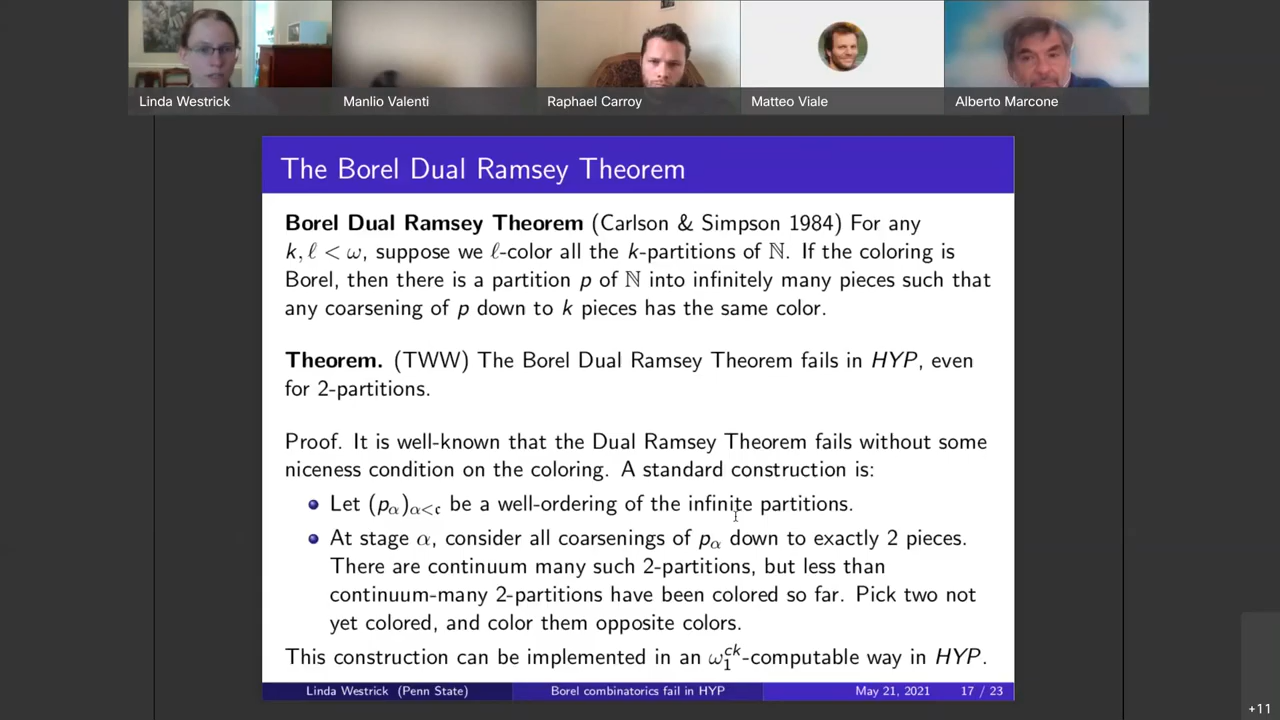 Linda Westrick
Manlio Valenti
Raphael Carroy
Matteo Viale
Alberto Marcone
The Borel Dual Ramsey Theorem
Borel Dual Ramsey Theorem (Carlson & Simpson 1984) For any
k, ℓ < ω, suppose we ℓ-color all the k-partitions of ℕ. If the coloring is
Borel, then there is a partition p of ℕ into infinitely many pieces such that
any coarsening of p down to k pieces has the same color.
Theorem. (TWW) The Borel Dual Ramsey Theorem fails in HYP, even
for 2-partitions.
Proof. It is well-known that the Dual Ramsey Theorem fails without some
niceness condition on the coloring. A standard construction is:
Let (p_α)_{α<𝔠} be a well-ordering of the infinite partitions.
At stage α, consider all coarsenings of p_α down to exactly 2 pieces.
There are continuum many such 2-partitions, but less than
continuum-many 2-partitions have been colored so far. Pick two not
yet colored, and color them opposite colors.
This construction can be implemented in an ω_1^{ck}-computable way in HYP.
Linda Westrick (Penn State)
Borel combinatorics fail in HYP
May 21, 2021
17 / 23
+11